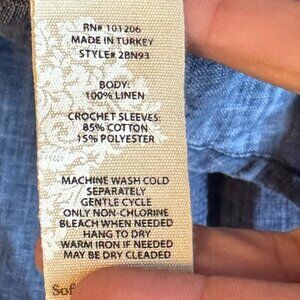 RN# 101206
MADE IN TURKEY
STYLE# 2BN93
BODY:
100% LINEN
CROCHET SLEEVES:
85% COTTON
15% POLYESTER
MACHINE WASH COLD
SEPARATELY
GENTLE CYCLE
ONLY NON-CHLORINE
BLEACH WHEN NEEDED
HANG TO DRY
WARM IRON IF NEEDED
MAY BE DRY CLEADED
Sof